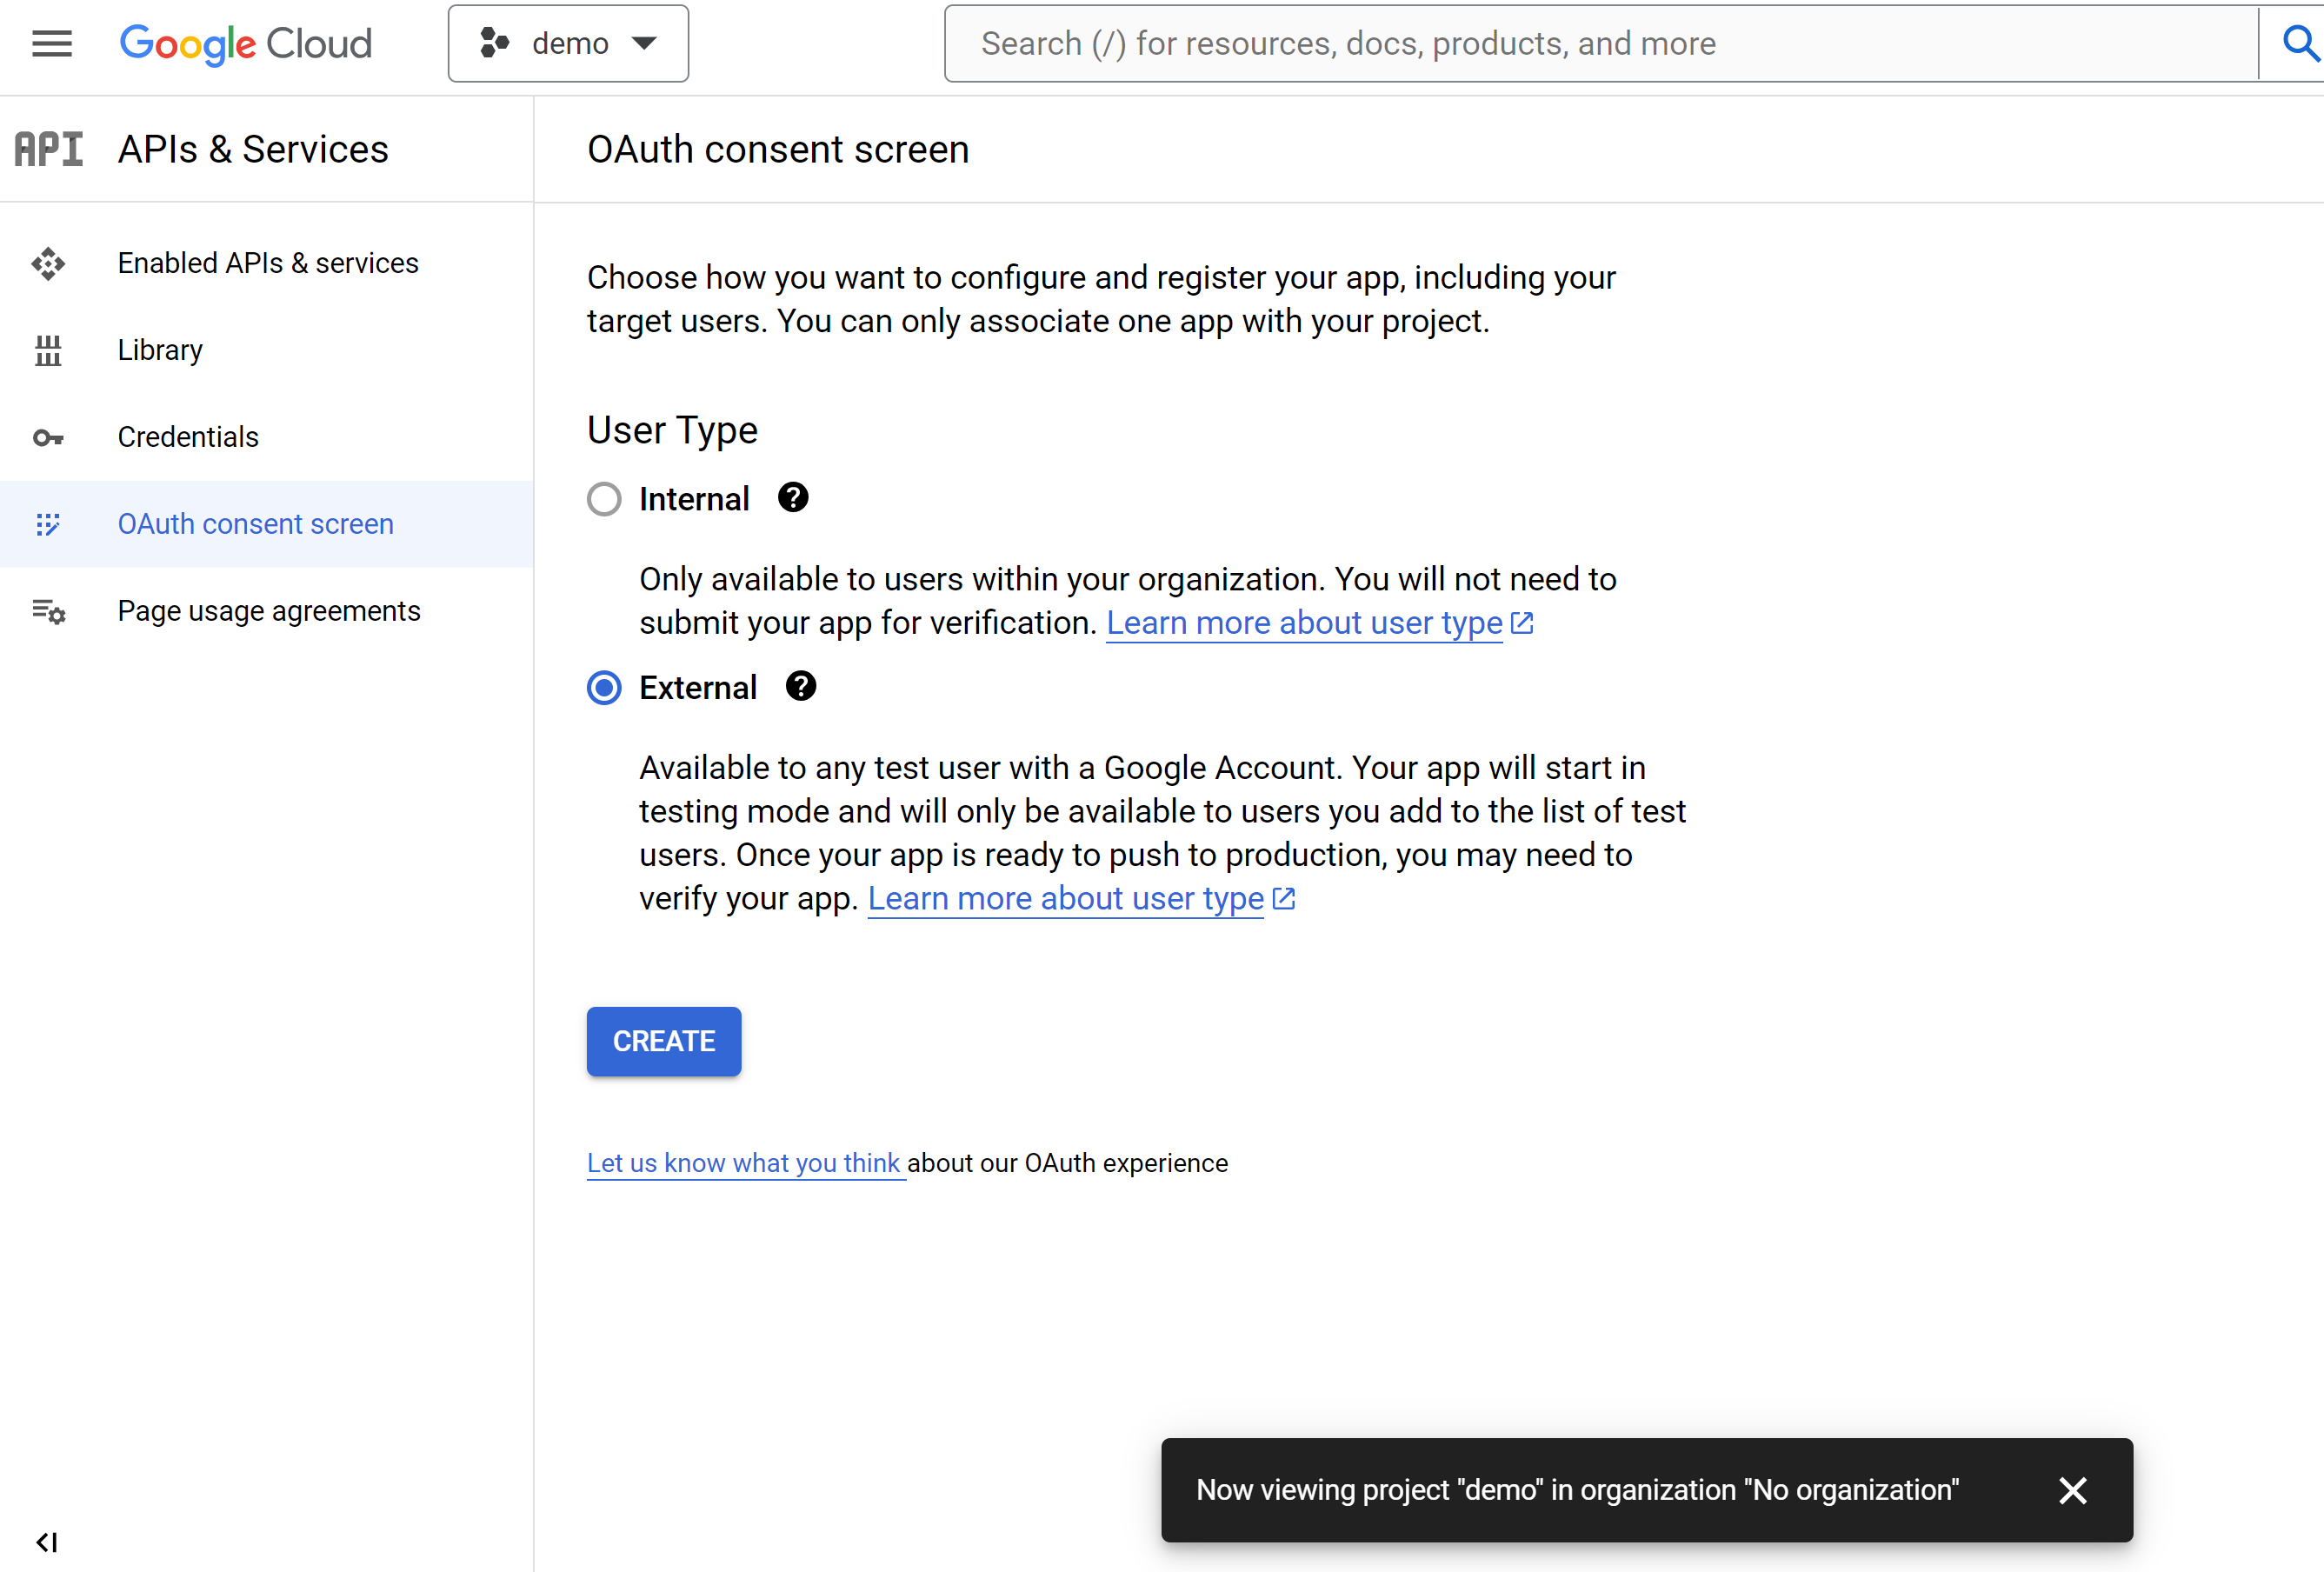 Google Cloud
demo
Search (/) for resources, docs, products, and more
API
APIs & Services
OAuth consent screen
Enabled APIs & services
Library
Credentials
OAuth consent screen
Page usage agreements
Choose how you want to configure and register your app, including your
target users. You can only associate one app with your project.
User Type
Internal
Only available to users within your organization. You will not need to
submit your app for verification. Learn more about user type
External
Available to any test user with a Google Account. Your app will start in
testing mode and will only be available to users you add to the list of test
users. Once your app is ready to push to production, you may need to
verify your app. Learn more about user type
CREATE
Let us know what you think about our OAuth experience
Now viewing project "demo" in organization "No organization"